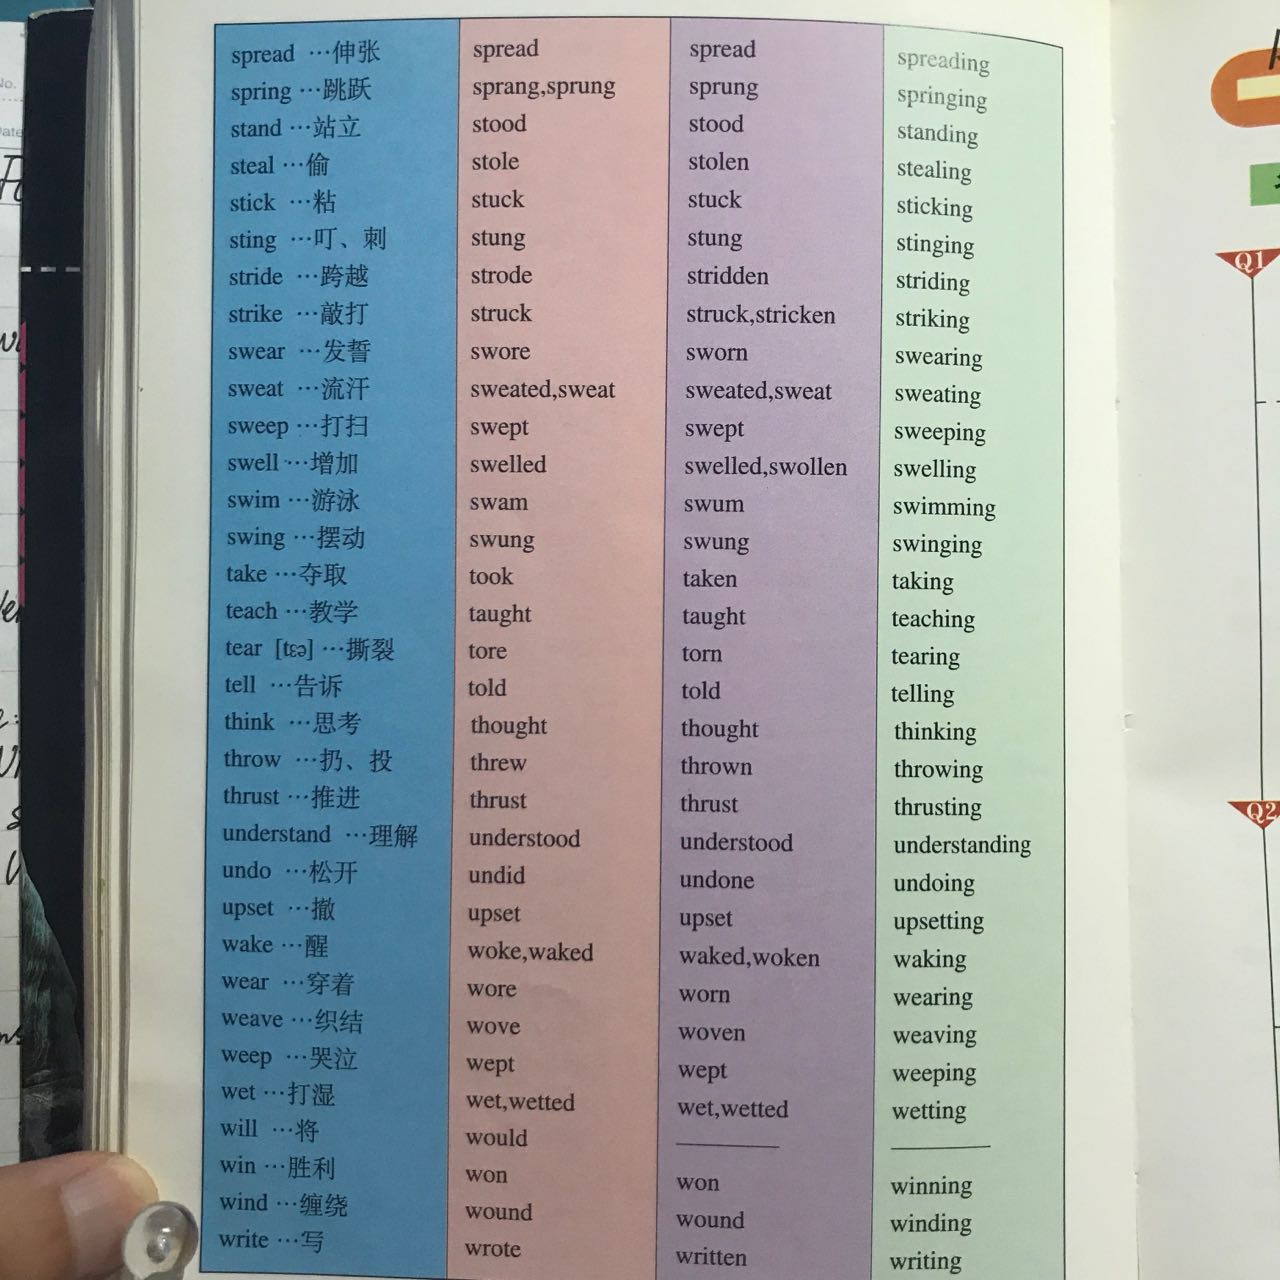 spread …伸张 spread spread spreading
spring …跳跃 sprang,sprung sprung springing
stand …站立 stood stood standing
steal …偷 stole stolen stealing
stick …粘 stuck stuck sticking
sting …叮、刺 stung stung stinging
stride …跨越 strode stridden striding
strike …敲打 struck struck,stricken striking
swear …发誓 swore sworn swearing
sweat …流汗 sweated,sweat sweated,sweat sweating
sweep …打扫 swept swept sweeping
swell …增加 swelled swelled,swollen swelling
swim …游泳 swam swum swimming
swing …摆动 swung swung swinging
take …夺取 took taken taking
teach …教学 taught taught teaching
tear [tɛə] …撕裂 tore torn tearing
tell …告诉 told told telling
think …思考 thought thought thinking
throw …扔、投 threw thrown throwing
thrust …推进 thrust thrust thrusting
understand …理解 understood understood understanding
undo …松开 undid undone undoing
upset …撤 upset upset upsetting
wake …醒 woke,waked waked,woken waking
wear …穿着 wore worn wearing
weave …织结 wove woven weaving
weep …哭泣 wept wept weeping
wet …打湿 wet,wetted wet,wetted wetting
will …将 would
win …胜利 won won winning
wind …缠绕 wound wound winding
write …写 wrote written writing
No.
Date
Q1
Q2